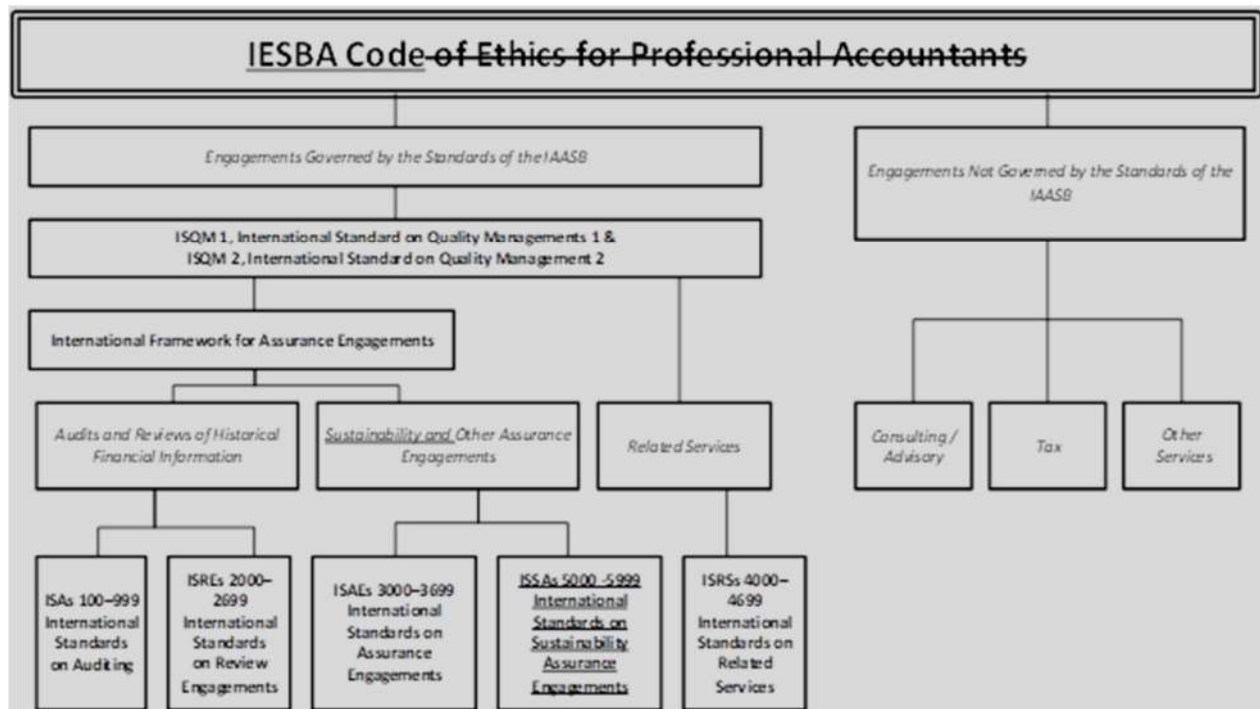 IESBA Code of Ethics for Professional Accountants
Engagements Governed by the Standards of the IAASB
Engagements Not Governed by the Standards of the
IAASB
ISQM 1, International Standard on Quality Managements 1 &
ISQM 2, International Standard on Quality Management 2
International Framework for Assurance Engagements
Audits and Reviews of Historical
Financial Information
Sustainability and Other Assurance
Engagements
Related Services
Consulting /
Advisory
Tax
Other
Services
ISAs 100–999
International
Standards
on Auditing
ISREs 2000–
2699
International
Standards
on Review
Engagements
ISAEs 3000–3699
International
Standards on
Assurance
Engagements
ISSAs 5000 -5999
International
Standards on
Sustainability
Assurance
Engagements
ISRSs 4000–
4699
International
Standards on
Related
Services